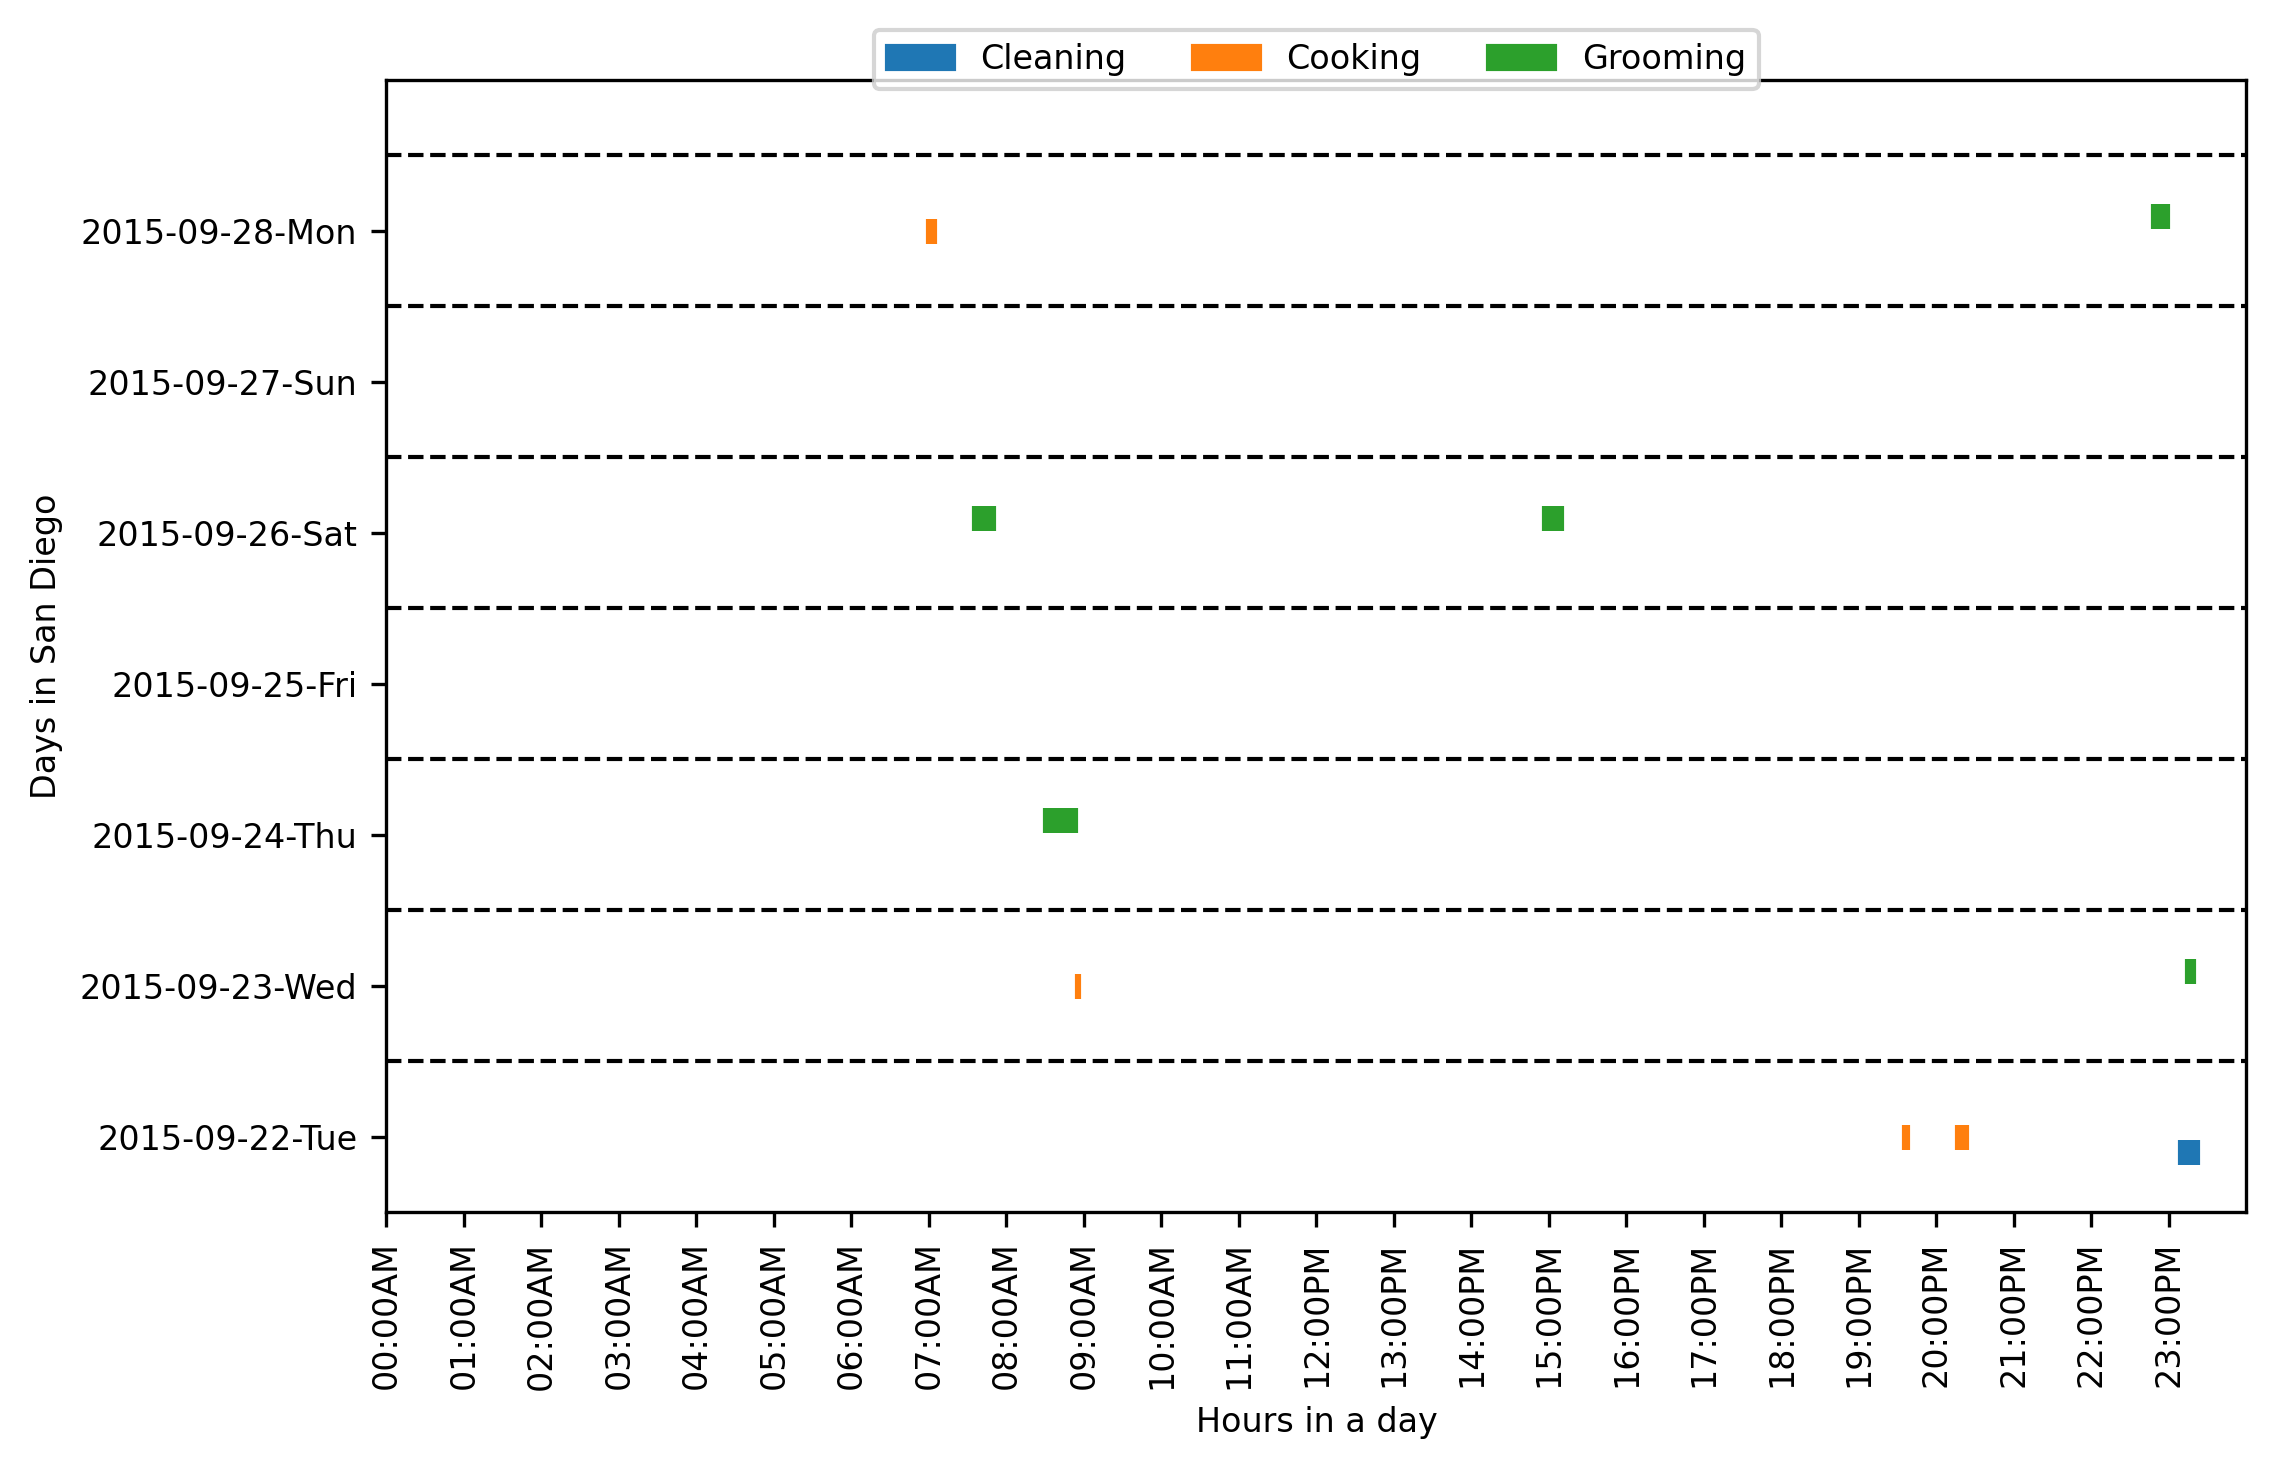 Cleaning Cooking Grooming
2015-09-28-Mon
2015-09-27-Sun
2015-09-26-Sat
2015-09-25-Fri
2015-09-24-Thu
2015-09-23-Wed
2015-09-22-Tue
Days in San Diego
00:00AM
01:00AM
02:00AM
03:00AM
04:00AM
05:00AM
06:00AM
07:00AM
08:00AM
09:00AM
10:00AM
11:00AM
12:00PM
13:00PM
14:00PM
15:00PM
16:00PM
17:00PM
18:00PM
19:00PM
20:00PM
21:00PM
22:00PM
23:00PM
Hours in a day